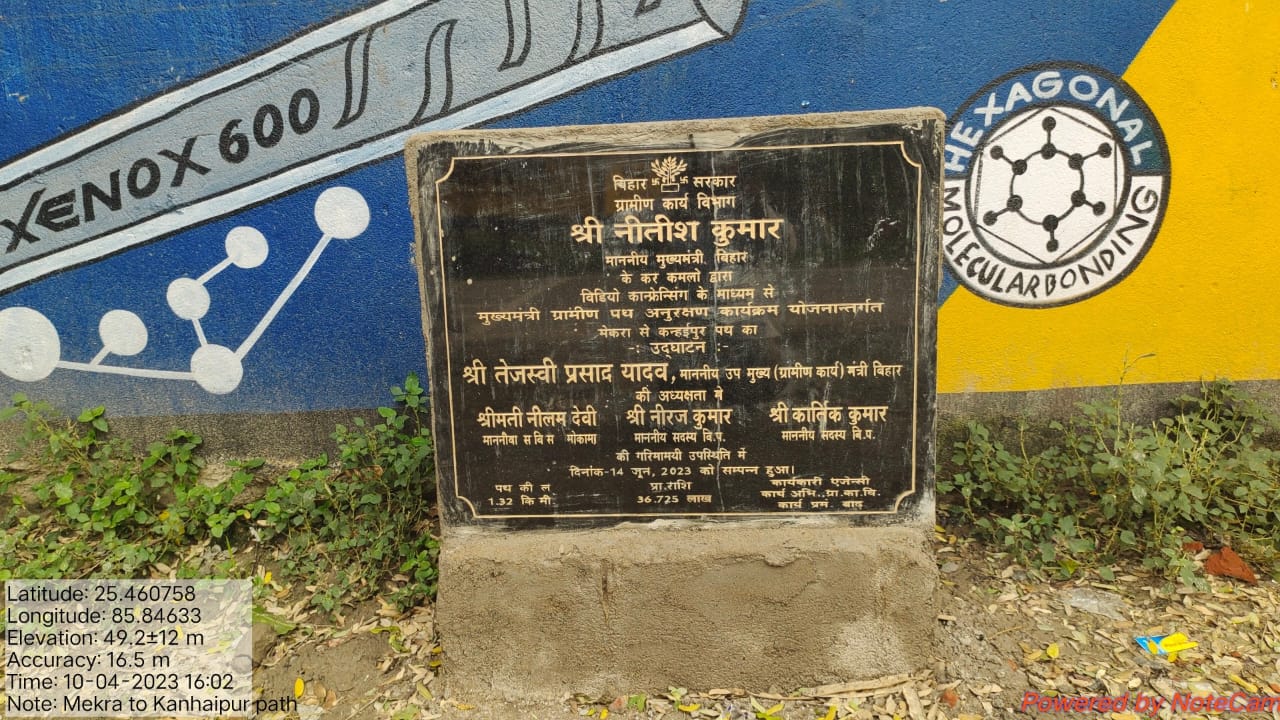 XENOX 600
HEXAGONAL
MOLECULARBONDING
बिहार सरकार
ग्रामीण कार्य विभाग
श्री नीतीश कुमार
माननीय मुख्यमंत्री, बिहार
के कर कमलो द्वारा
विडियो कान्फ्रेन्सिंग के माध्यम से
मुख्यमंत्री ग्रामीण पथ अनुरक्षण कार्यक्रम योजनान्तर्गत
मेकरा से कन्हईपुर पथ का
-: उद्घाटन :-
श्री तेजस्वी प्रसाद यादव, माननीय उप मुख्य (ग्रामीण कार्य) मंत्री बिहार
की अध्यक्षता मे
श्रीमती नीलम देवी श्री नीरज कुमार श्री कार्तिक कुमार
माननीया स वि स मोकामा माननीय सदस्य वि.प. माननीय सदस्य वि.प.
की गरिमामयी उपस्थिति में
दिनांक-14 जून, 2023 को सम्पन्न हुआ।
पथ की ल प्रा.राशि कार्यकारी एजेन्सी
1.32 कि मी 36.725 लाख कार्य अभि.,ग्रा.का.वि.
कार्य प्रमं. बाढ़
Latitude: 25.460758
Longitude: 85.84633
Elevation: 49.2±12 m
Accuracy: 16.5 m
Time: 10-04-2023 16:02
Note: Mekra to Kanhaipur path
Powered by NoteCam